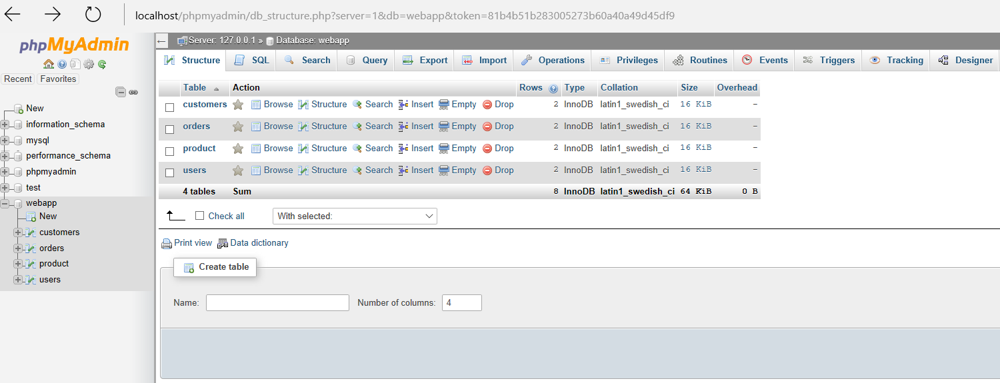 localhost/phpmyadmin/db_structure.php?server=1&db=webapp&token=81b4b51b283005273b60a40a49d45df9
phpMyAdmin
Recent Favorites
New
information_schema
mysql
performance_schema
phpmyadmin
test
webapp
New
customers
orders
product
users
Server: 127.0.0.1 » Database: webapp
Structure SQL Search Query Export Import Operations Privileges Routines Events Triggers Tracking Designer
Table Action Rows Type Collation Size Overhead
customers Browse Structure Search Insert Empty Drop 2 InnoDB latin1_swedish_ci 16 KiB –
orders Browse Structure Search Insert Empty Drop 2 InnoDB latin1_swedish_ci 16 KiB –
product Browse Structure Search Insert Empty Drop 2 InnoDB latin1_swedish_ci 16 KiB –
users Browse Structure Search Insert Empty Drop 2 InnoDB latin1_swedish_ci 16 KiB –
4 tables Sum 8 InnoDB latin1_swedish_ci 64 KiB 0 B
Check all With selected:
Print view Data dictionary
Create table
Name: Number of columns: 4